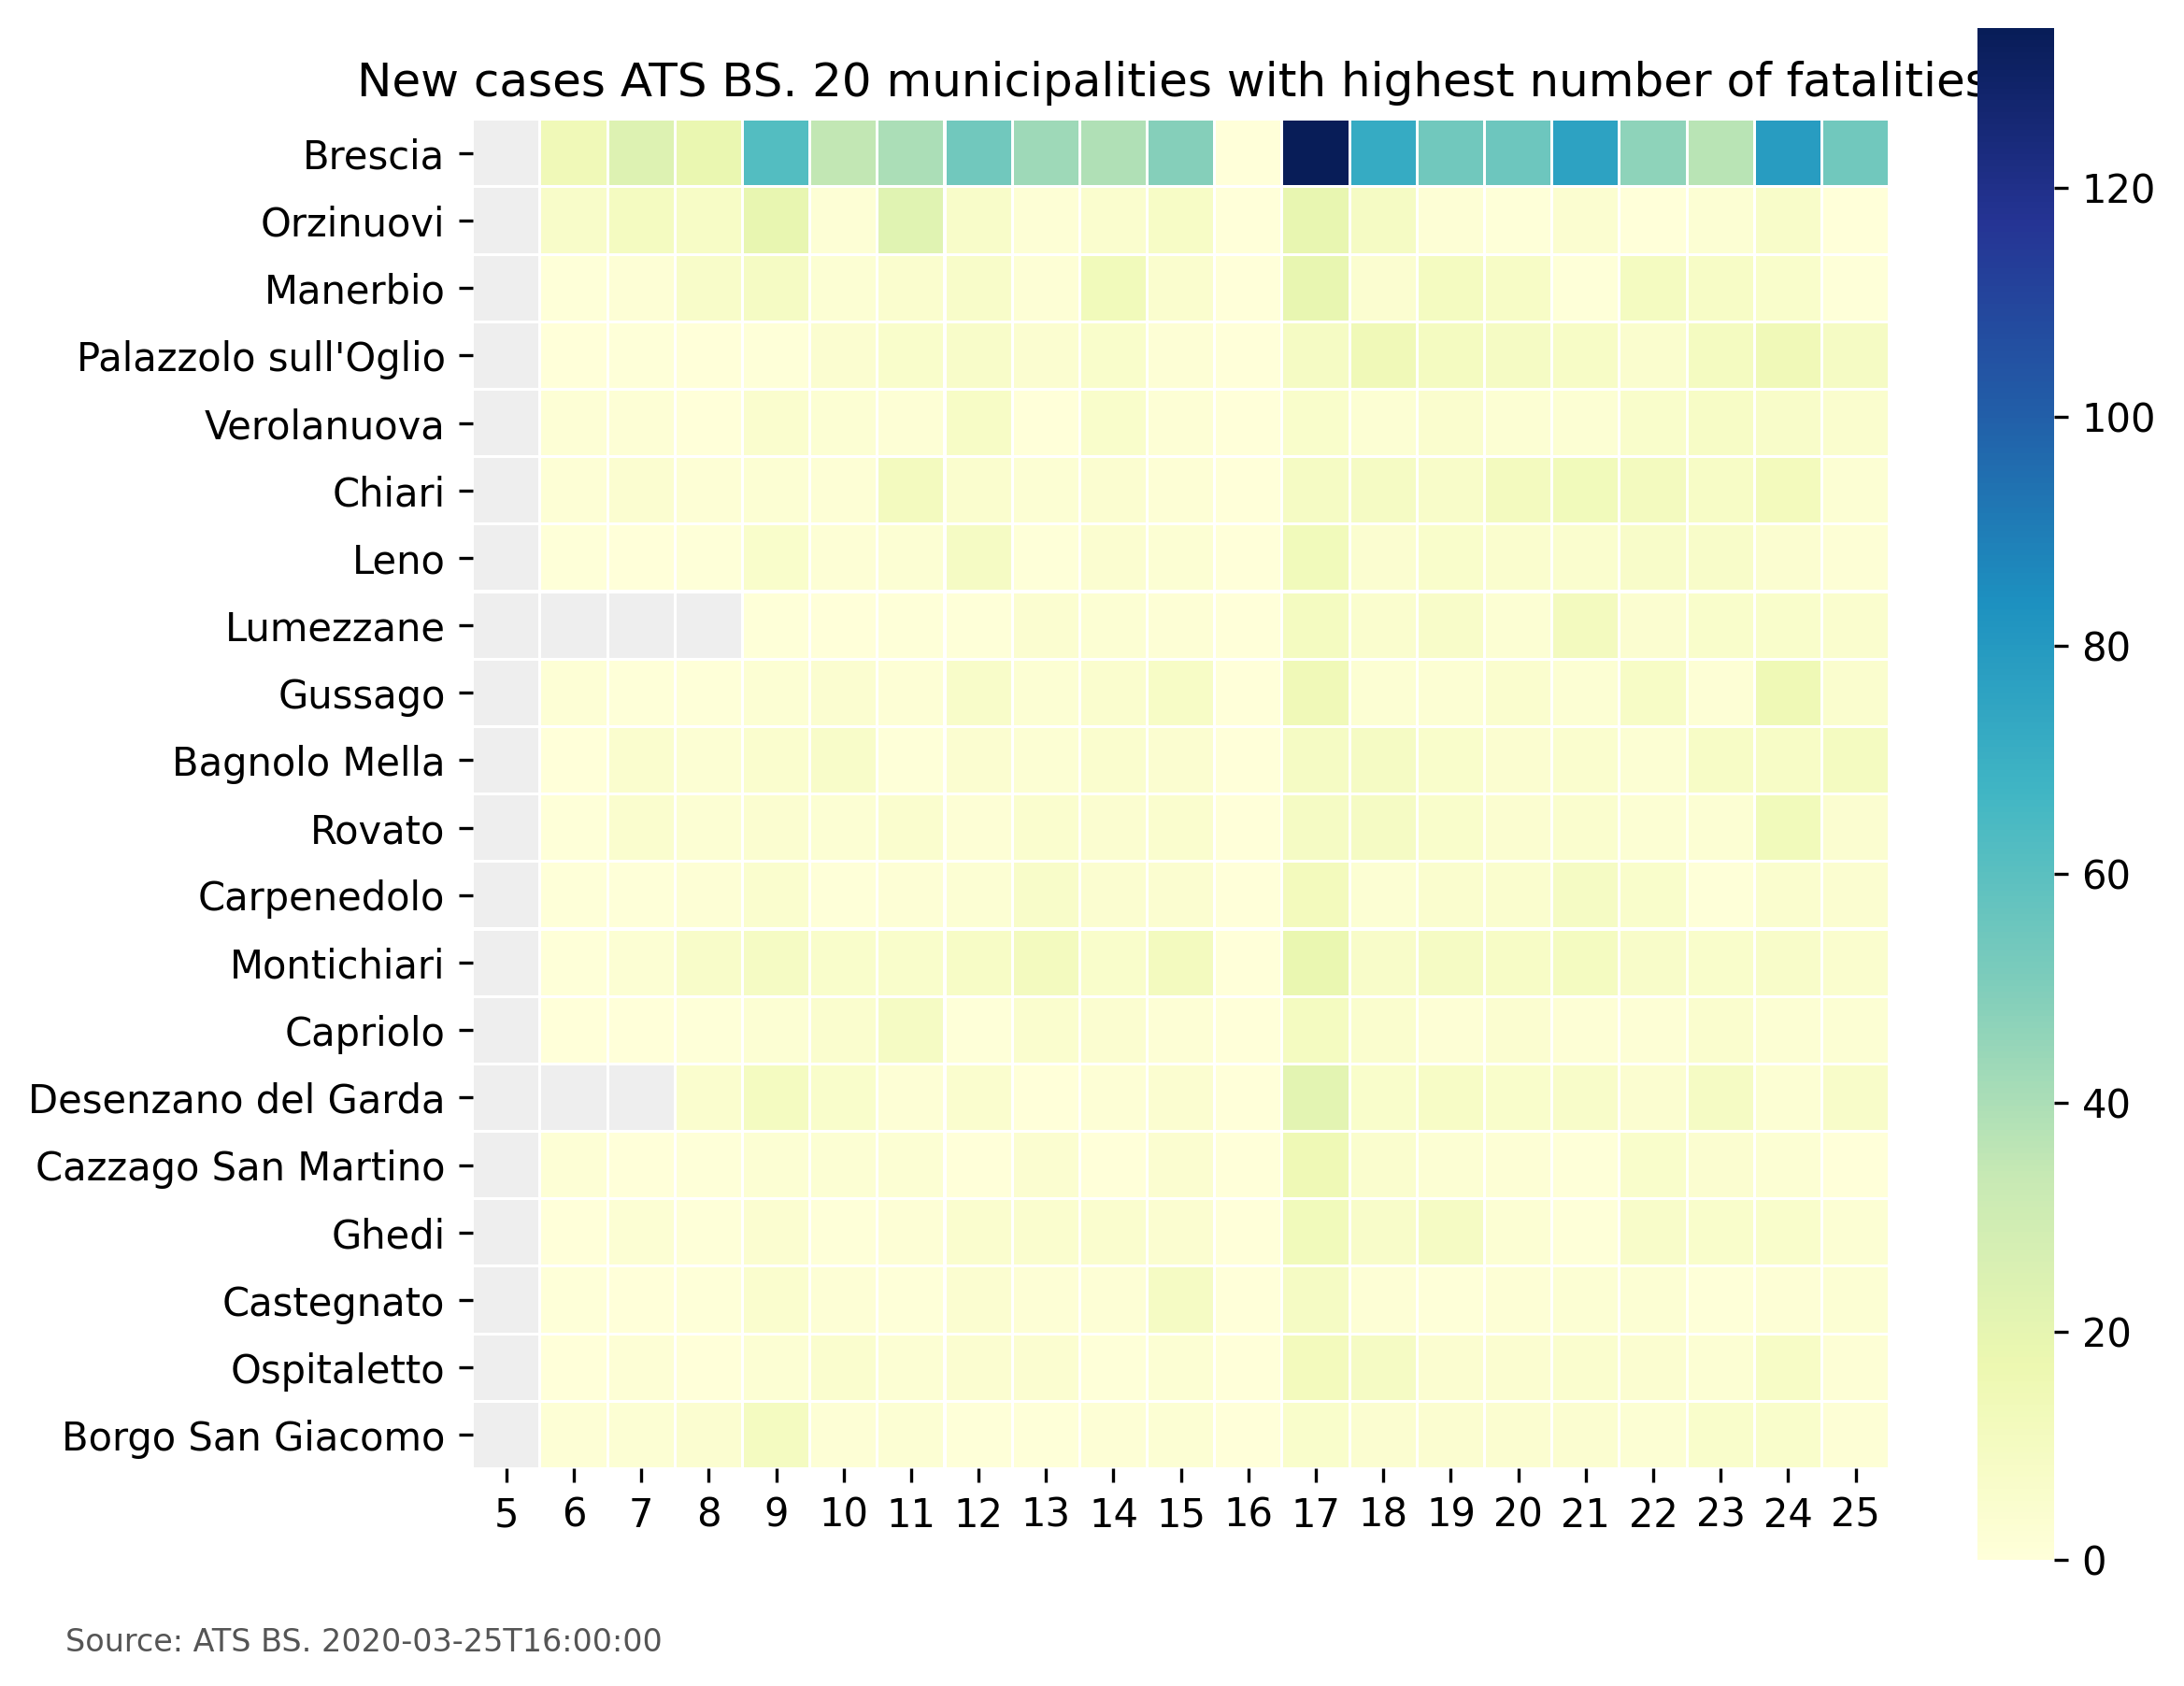 New cases ATS BS. 20 municipalities with highest number of fatalities
Brescia
Orzinuovi
Manerbio
Palazzolo sull'Oglio
Verolanuova
Chiari
Leno
Lumezzane
Gussago
Bagnolo Mella
Rovato
Carpenedolo
Montichiari
Capriolo
Desenzano del Garda
Cazzago San Martino
Ghedi
Castegnato
Ospitaletto
Borgo San Giacomo
5 6 7 8 9 10 11 12 13 14 15 16 17 18 19 20 21 22 23 24 25
120
100
80
60
40
20
0
Source: ATS BS. 2020-03-25T16:00:00